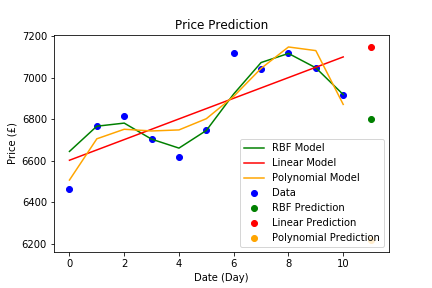 Price Prediction
Price (£)
7200
7000
6800
6600
6400
6200
RBF Model
Linear Model
Polynomial Model
Data
RBF Prediction
Linear Prediction
Polynomial Prediction
0
2
4
6
8
10
Date (Day)